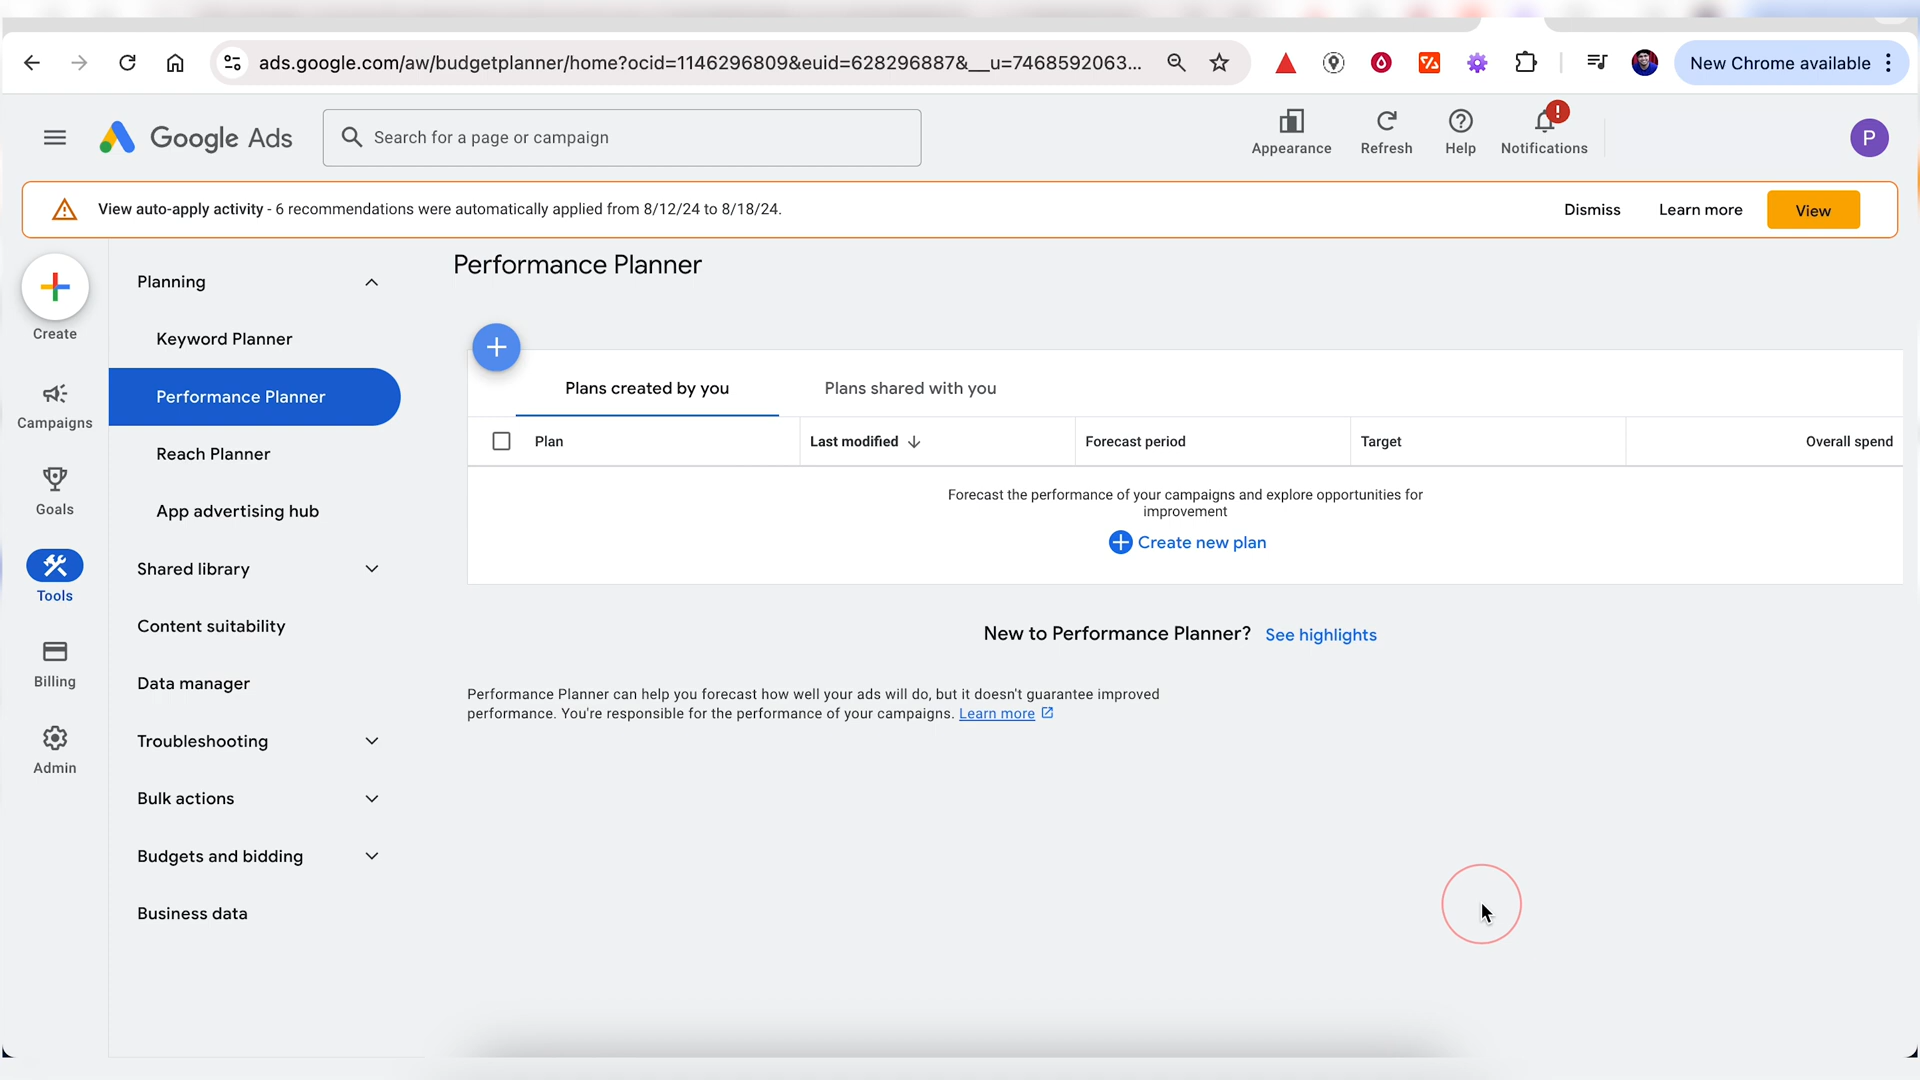 ads.google.com/aw/budgetplanner/home?ocid=1146296809&euid=628296887&__u=7468592063...
New Chrome available
Google Ads
Search for a page or campaign
Appearance
Refresh
Help
Notifications
P
View auto-apply activity - 6 recommendations were automatically applied from 8/12/24 to 8/18/24.
Dismiss
Learn more
View
Create
Campaigns
Goals
Tools
Billing
Admin
Planning
Keyword Planner
Performance Planner
Reach Planner
App advertising hub
Shared library
Content suitability
Data manager
Troubleshooting
Bulk actions
Budgets and bidding
Business data
Performance Planner
Plans created by you
Plans shared with you
Plan
Last modified
Forecast period
Target
Overall spend
Forecast the performance of your campaigns and explore opportunities for
improvement
Create new plan
New to Performance Planner? See highlights
Performance Planner can help you forecast how well your ads will do, but it doesn't guarantee improved
performance. You're responsible for the performance of your campaigns. Learn more